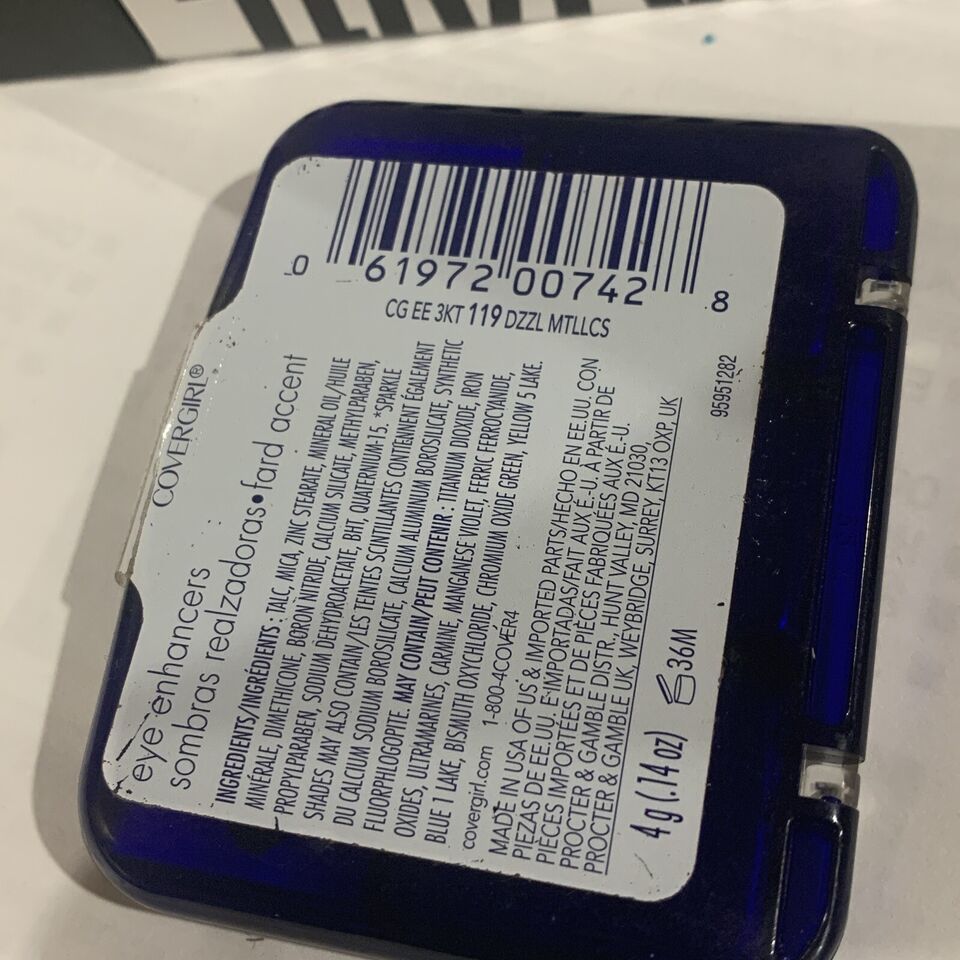 0 61972 00742 8
CG EE 3KT 119 DZZL MTLLCS
95951282
COVERGIRL®
eye enhancers
sombras realzadoras • fard accent
INGREDIENTS/INGRÉDIENTS : TALC, MICA, ZINC STEARATE, MINERAL OIL/HUILE
MINÉRALE, DIMETHICONE, BORON NITRIDE, CALCIUM SILICATE, METHYLPARABEN,
PROPYLPARABEN, SODIUM DEHYDROACETATE, BHT, QUATERNIUM-15. *SPARKLE
SHADES MAY ALSO CONTAIN/LES TEINTES SCINTILLANTES CONTIENNENT ÉGALEMENT
DU CALCIUM SODIUM BOROSILICATE, CALCIUM ALUMINUM BOROSILICATE, SYNTHETIC
FLUORPHLOGOPITE. MAY CONTAIN/PEUT CONTENIR : TITANIUM DIOXIDE, IRON
OXIDES, ULTRAMARINES, CARMINE, MANGANESE VIOLET, FERRIC FERROCYANIDE,
BLUE 1 LAKE, BISMUTH OXYCHLORIDE, CHROMIUM OXIDE GREEN, YELLOW 5 LAKE.
covergirl.com 1-800-4COVER4
MADE IN USA OF US & IMPORTED PARTS/HECHO EN EE.UU. CON
PIEZAS DE EE.UU. E IMPORTADAS/FAIT AUX É.-U. À PARTIR DE
PIÈCES IMPORTÉES ET DE PIÈCES FABRIQUÉES AUX É.-U.
PROCTER & GAMBLE DISTR., HUNT VALLEY, MD 21030.
PROCTER & GAMBLE UK, WEYBRIDGE, SURREY, KT13 OXP, UK
4 g (.14 oz) 36M